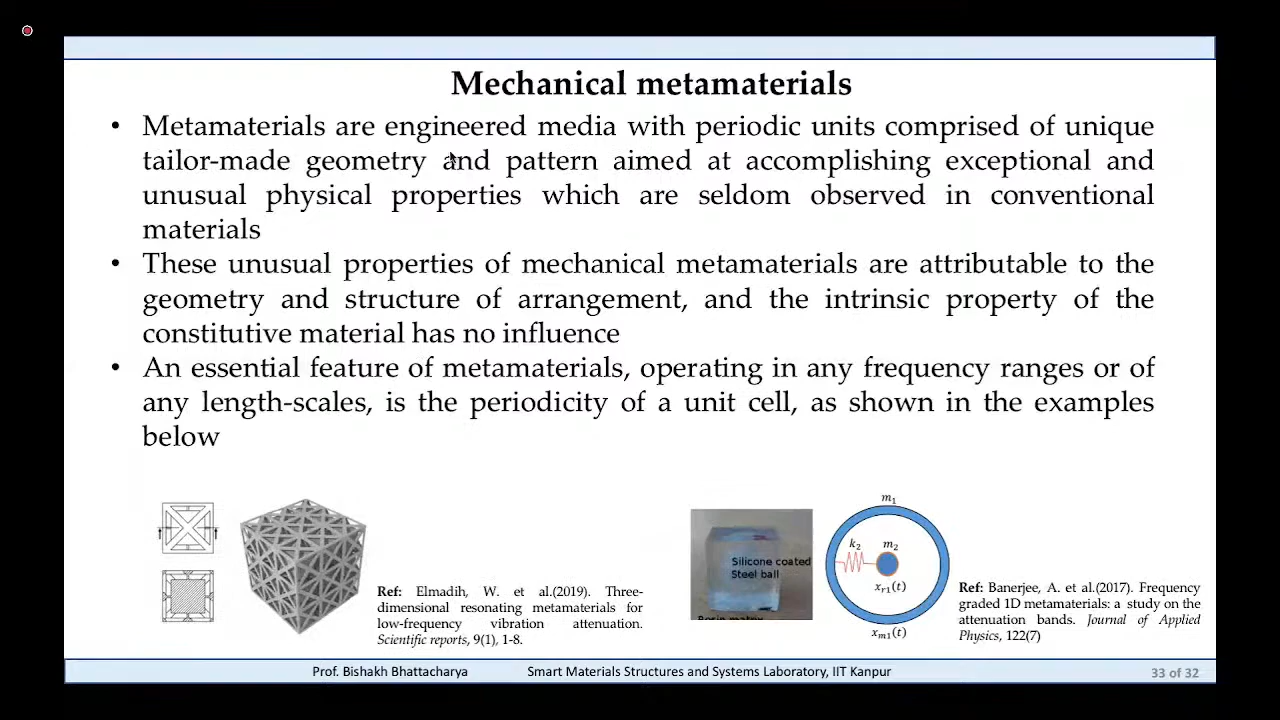 Mechanical metamaterials
• Metamaterials are engineered media with periodic units comprised of unique
tailor-made geometry and pattern aimed at accomplishing exceptional and
unusual physical properties which are seldom observed in conventional
materials
• These unusual properties of mechanical metamaterials are attributable to the
geometry and structure of arrangement, and the intrinsic property of the
constitutive material has no influence
• An essential feature of metamaterials, operating in any frequency ranges or of
any length-scales, is the periodicity of a unit cell, as shown in the examples
below
Ref: Elmadih, W. et al.(2019). Three-
dimensional resonating metamaterials for
low-frequency vibration attenuation.
Scientific reports, 9(1), 1-8.
Silicone coated
Steel ball
Rosin matrix
m₁
k₂ m₂
xᵣ₁(t)
xₘ₁(t)
Ref: Banerjee, A. et al.(2017). Frequency
graded 1D metamaterials: a study on the
attenuation bands. Journal of Applied
Physics, 122(7)
Prof. Bishakh Bhattacharya Smart Materials Structures and Systems Laboratory, IIT Kanpur 33 of 32